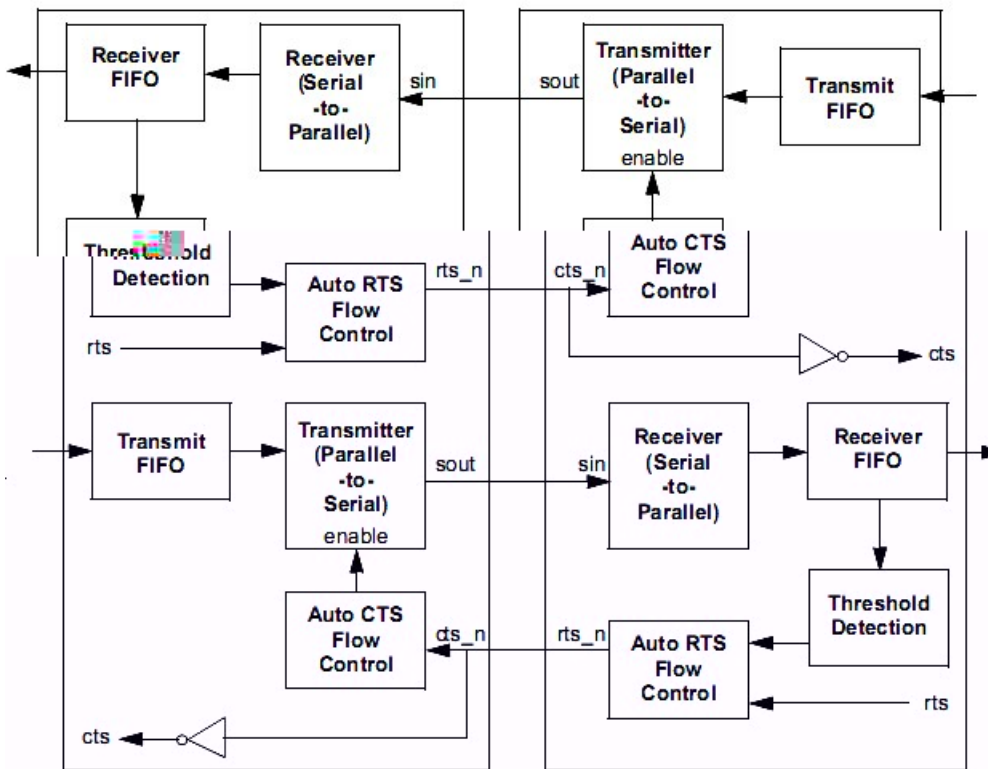 Receiver
FIFO
Receiver
(Serial
-to-
Parallel)
sin
sout
Transmitter
(Parallel
-to-
Serial)
enable
Transmit
FIFO
Threshold
Detection
Auto RTS
Flow
Control
rts_n
cts_n
Auto CTS
Flow
Control
rts
cts
Transmit
FIFO
Transmitter
(Parallel
-to-
Serial)
enable
sout
sin
Receiver
(Serial
-to-
Parallel)
Receiver
FIFO
Auto CTS
Flow
Control
cts_n
rts_n
Auto RTS
Flow
Control
Threshold
Detection
rts
cts